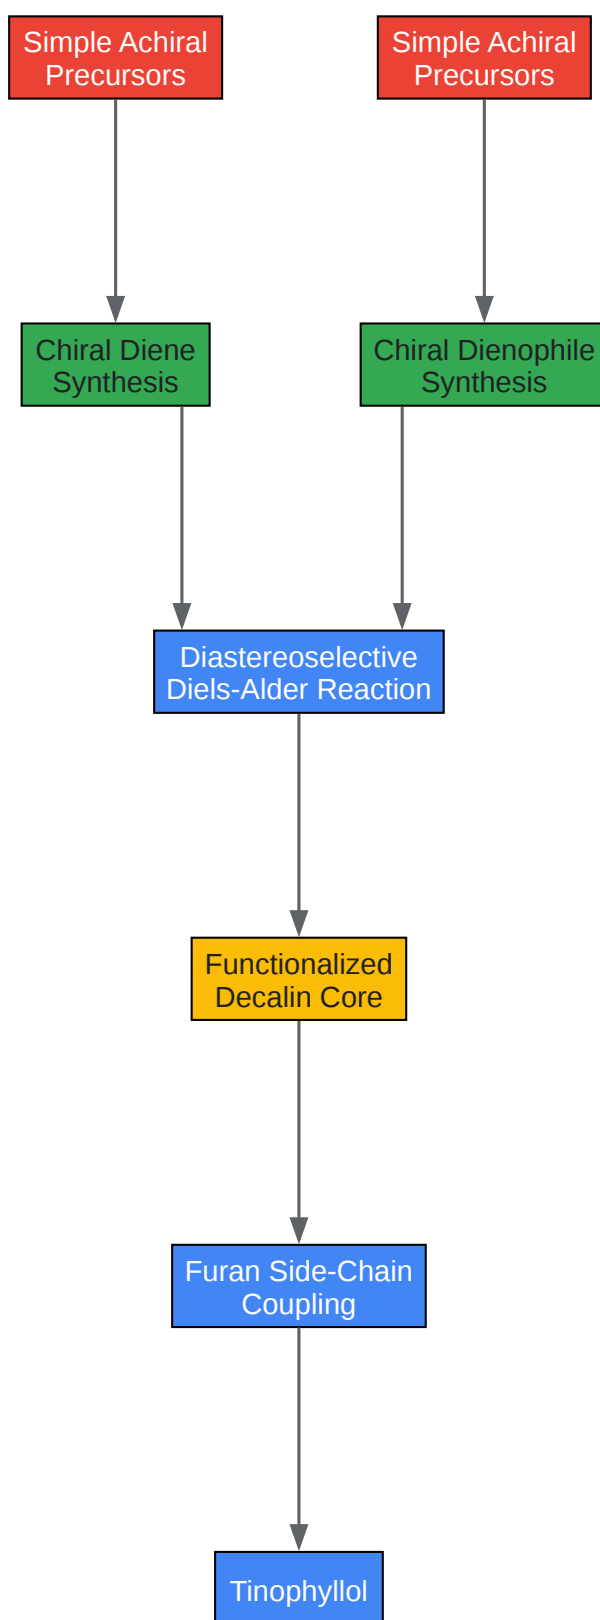 Simple Achiral
Precursors
Simple Achiral
Precursors
Chiral Diene
Synthesis
Chiral Dienophile
Synthesis
Diastereoselective
Diels-Alder Reaction
Functionalized
Decalin Core
Furan Side-Chain
Coupling
Tinophyllol